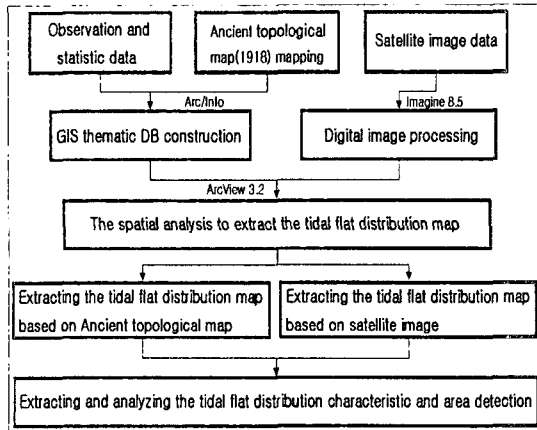 Observation and
statistic data
Ancient topological
map(1918) mapping
Satellite image data
Arc/Info
Imagine 8.5
GIS thematic DB construction
Digital image processing
ArcView 3.2
The spatial analysis to extract the tidal flat distribution map
Extracting the tidal flat distribution map
based on Ancient topological map
Extracting the tidal flat distribution map
based on satellite image
Extracting and analyzing the tidal flat distribution characteristic and area detection